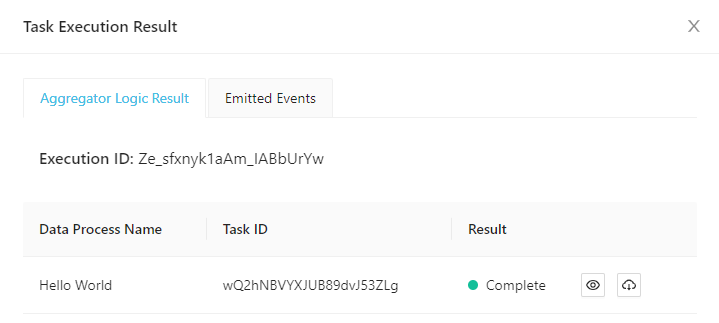 Task Execution Result
Aggregator Logic Result
Emitted Events
Execution ID: Ze_sfxnyk1aAm_IABbUrYw
Data Process Name Task ID Result
Hello World wQ2hNBVYXJUB89dvJ53ZLg Complete